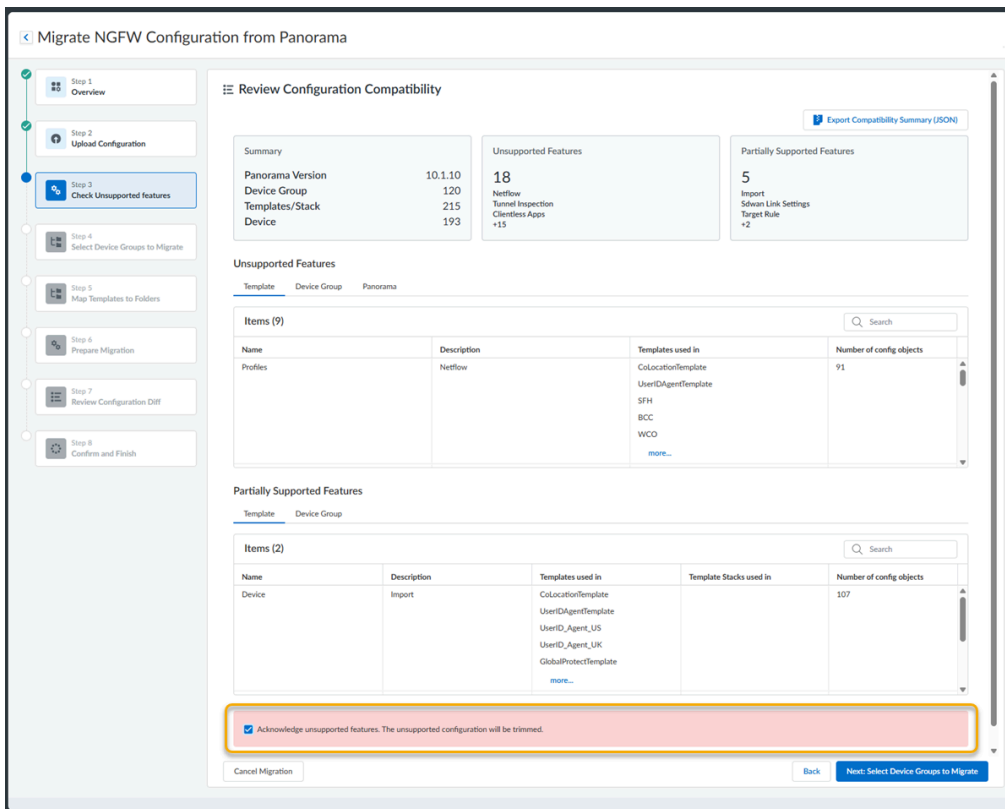 Migrate NGFW Configuration from Panorama
Step 1
Overview
Step 2
Upload Configuration
Step 3
Check Unsupported features
Step 4
Select Device Groups to Migrate
Step 5
Map Templates to Folders
Step 6
Prepare Migration
Step 7
Review Configuration Diff
Step 8
Confirm and Finish
Review Configuration Compatibility
Export Compatibility Summary (JSON)
Summary
Panorama Version 10.1.10
Device Group 120
Templates/Stack 215
Device 193
Unsupported Features
18
Netflow
Tunnel Inspection
Clientless Apps
+15
Partially Supported Features
5
Import
Sdwan Link Settings
Target Rule
+2
Unsupported Features
Template Device Group Panorama
Items (9) Search
Name Description Templates used in Number of config objects
Profiles Netflow CoLocationTemplate 91
UserIDAgentTemplate
SFH
BCC
WCO
more...
Partially Supported Features
Template Device Group
Items (2) Search
Name Description Templates used in Template Stacks used in Number of config objects
Device Import CoLocationTemplate 107
UserIDAgentTemplate
UserID_Agent_US
UserID_Agent_UK
GlobalProtectTemplate
more...
Acknowledge unsupported features. The unsupported configuration will be trimmed.
Cancel Migration Back Next: Select Device Groups to Migrate